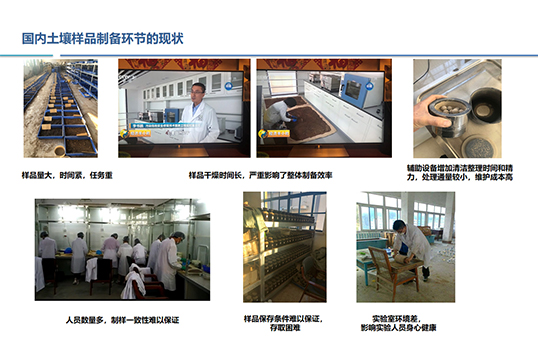 国内土壤样品制备环节的现状
样品量大，时间紧，任务重
样品干燥时间长，严重影响了整体制备效率
辅助设备增加清洁整理时间和精
力，处理通量较小，维护成本高
人员数量多，制样一致性难以保证
样品保存条件难以保证，
存取困难
实验室环境差，
影响实验人员身心健康